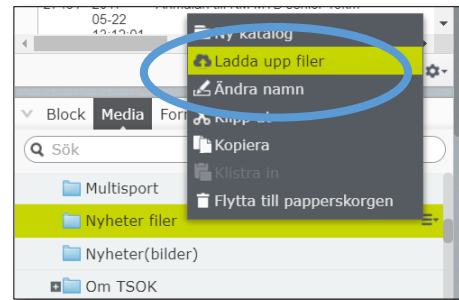 05-22
Ny katalog
Ladda upp filer
Ändra namn
Kopiera
Klistra in
Flytta till papperskorgen
Block Media
Sök
Multisport
Nyheter filer
Nyheter(bilder)
Om TSOK